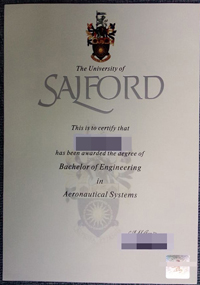 The University of
SALFORD
This is to certify that
has been awarded the degree of
Bachelor of Engineering
in
Aeronautical Systems